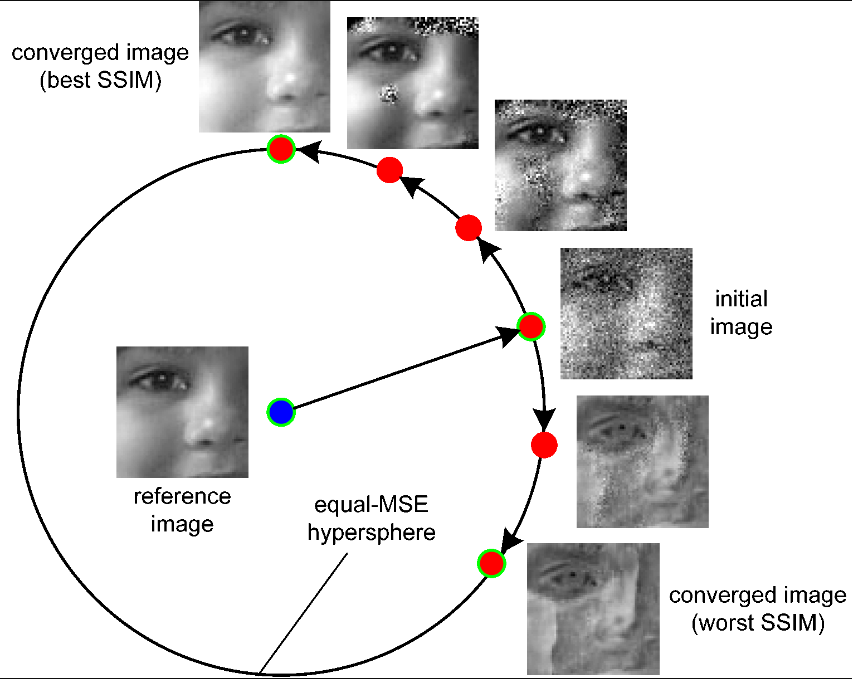 converged image
(best SSIM)
initial
image
reference
image
equal-MSE
hypersphere
converged image
(worst SSIM)